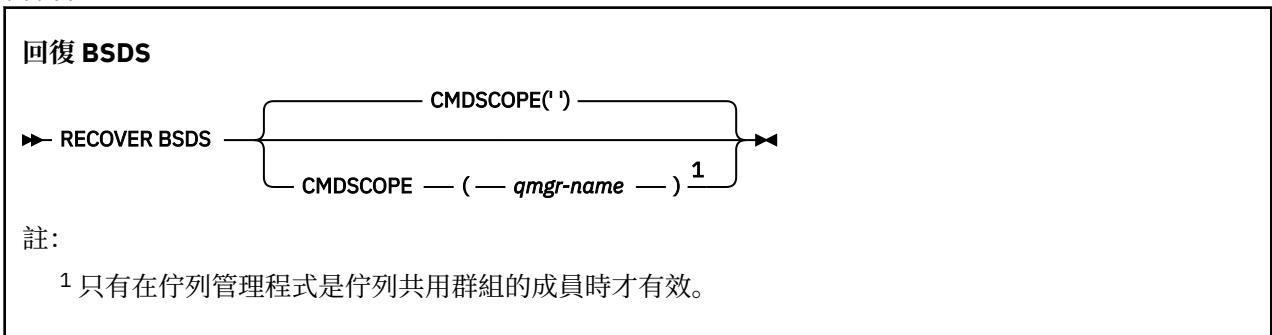 回復 BSDS
CMDSCOPE(' ')
RECOVER BSDS
CMDSCOPE ( qmgr-name ) 1
註：
1 只有在佇列管理程式是佇列共用群組的成員時才有效。